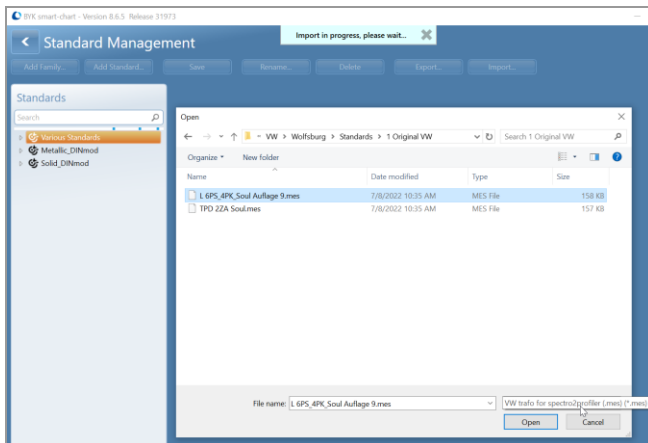 BYK smart-chart - Version 8.6.5 Release 31973
Standard Management
Import in progress, please wait...
Add Family... Add Standard... Save Rename... Delete Export... Import...
Standards
Search
Various Standards
Metallic_DINmod
Solid_DINmod
Open
VW > Wolfsburg > Standards > 1 Original VW
Search 1 Original VW
Organize New folder
Name Date modified Type Size
L 6PS_4PK_Soul Auflage 9.mes 7/8/2022 10:35 AM MES File 158 KB
TPD 2ZA Soul.mes 7/8/2022 10:35 AM MES File 157 KB
File name: L 6PS_4PK_Soul Auflage 9.mes
VW trafo for spectro2profiler (.mes) (*.mes)
Open Cancel